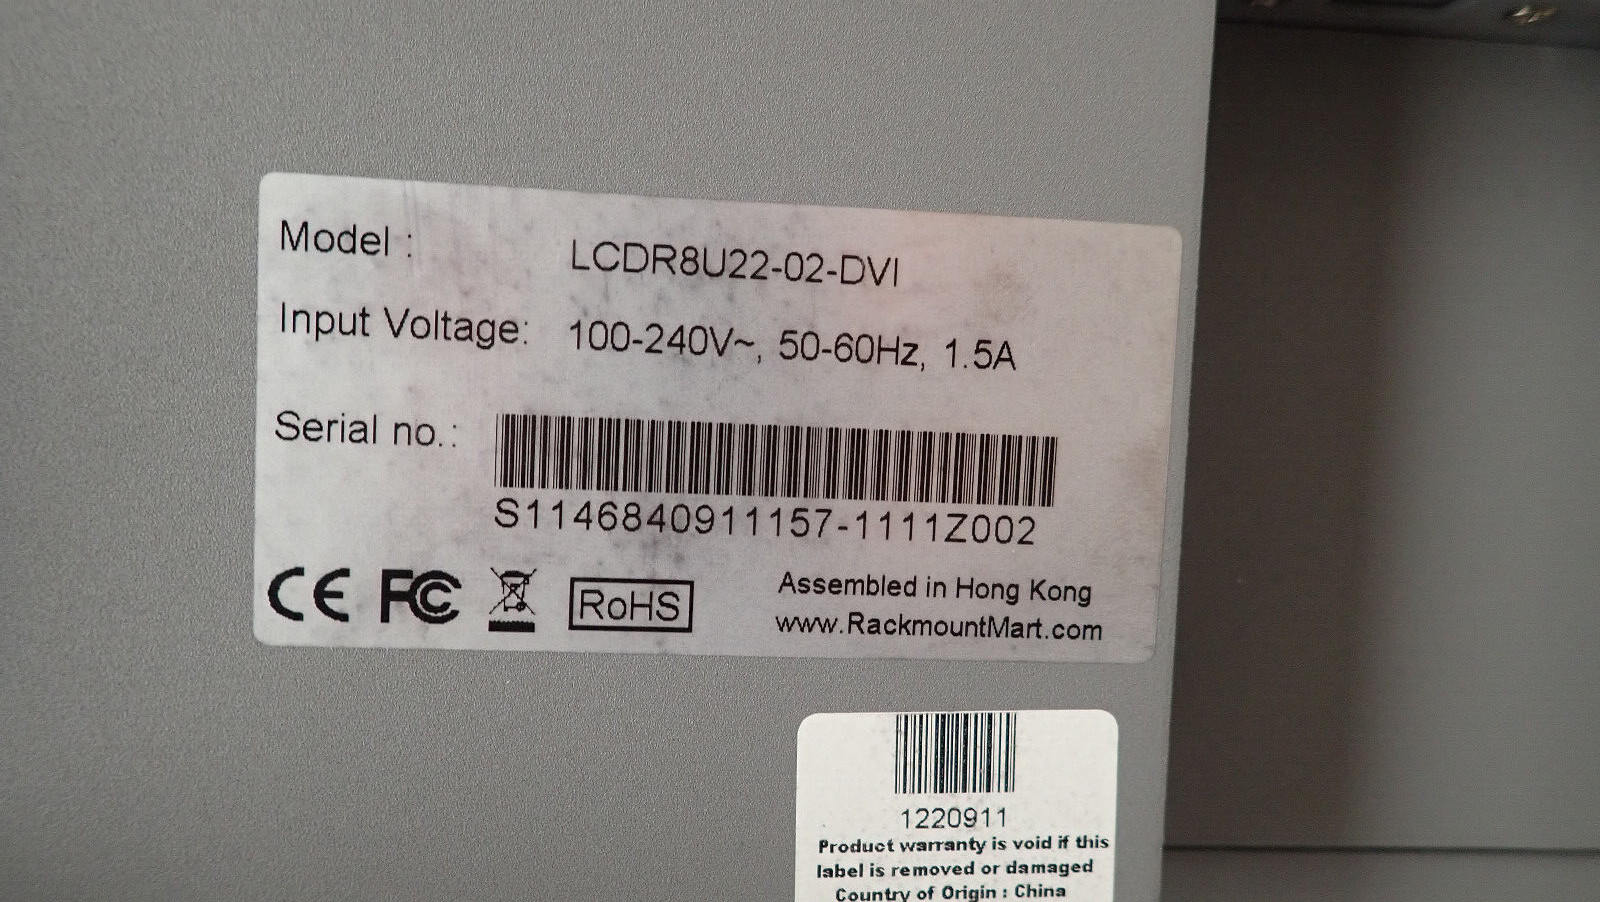 Model : LCDR8U22-02-DVI
Input Voltage: 100-240V~, 50-60Hz, 1.5A
Serial no.:
S1146840911157-1111Z002
CE FC RoHS
Assembled in Hong Kong
www.RackmountMart.com
1220911
Product warranty is void if this
label is removed or damaged
Country of Origin : China